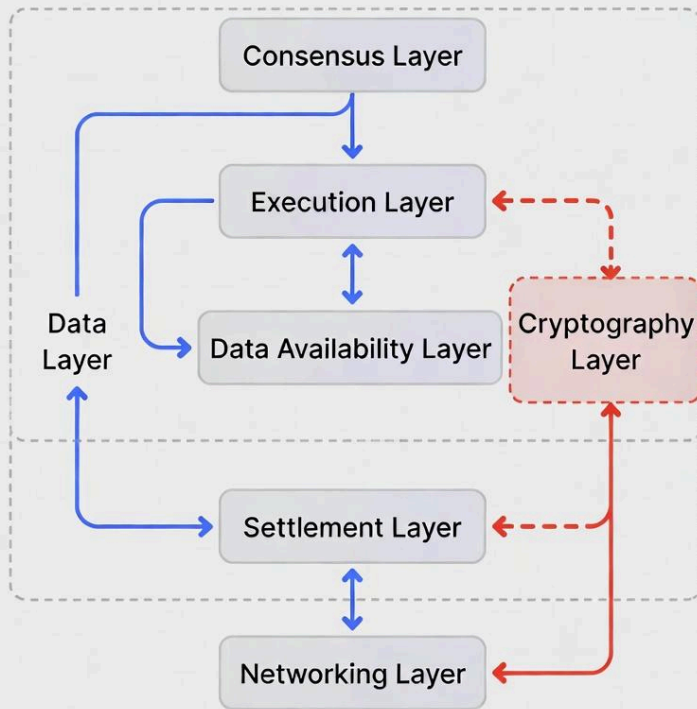 Consensus Layer
Execution Layer
Data
Layer
Data Availability Layer
Cryptography
Layer
Settlement Layer
Networking Layer